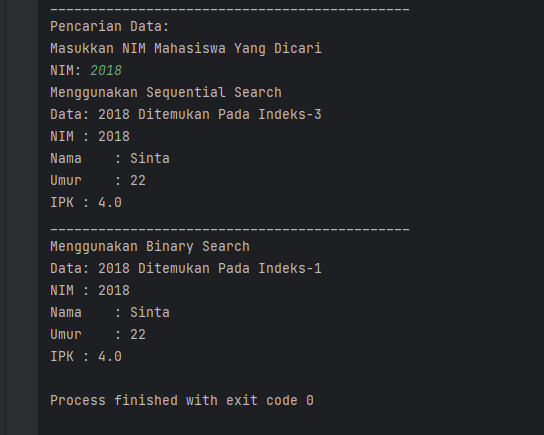 _____________________________________________
Pencarian Data:
Masukkan NIM Mahasiswa Yang Dicari
NIM: 2018
Menggunakan Sequential Search
Data: 2018 Ditemukan Pada Indeks-3
NIM : 2018
Nama    : Sinta
Umur    : 22
IPK : 4.0
_____________________________________________
Menggunakan Binary Search
Data: 2018 Ditemukan Pada Indeks-1
NIM : 2018
Nama    : Sinta
Umur    : 22
IPK : 4.0

Process finished with exit code 0